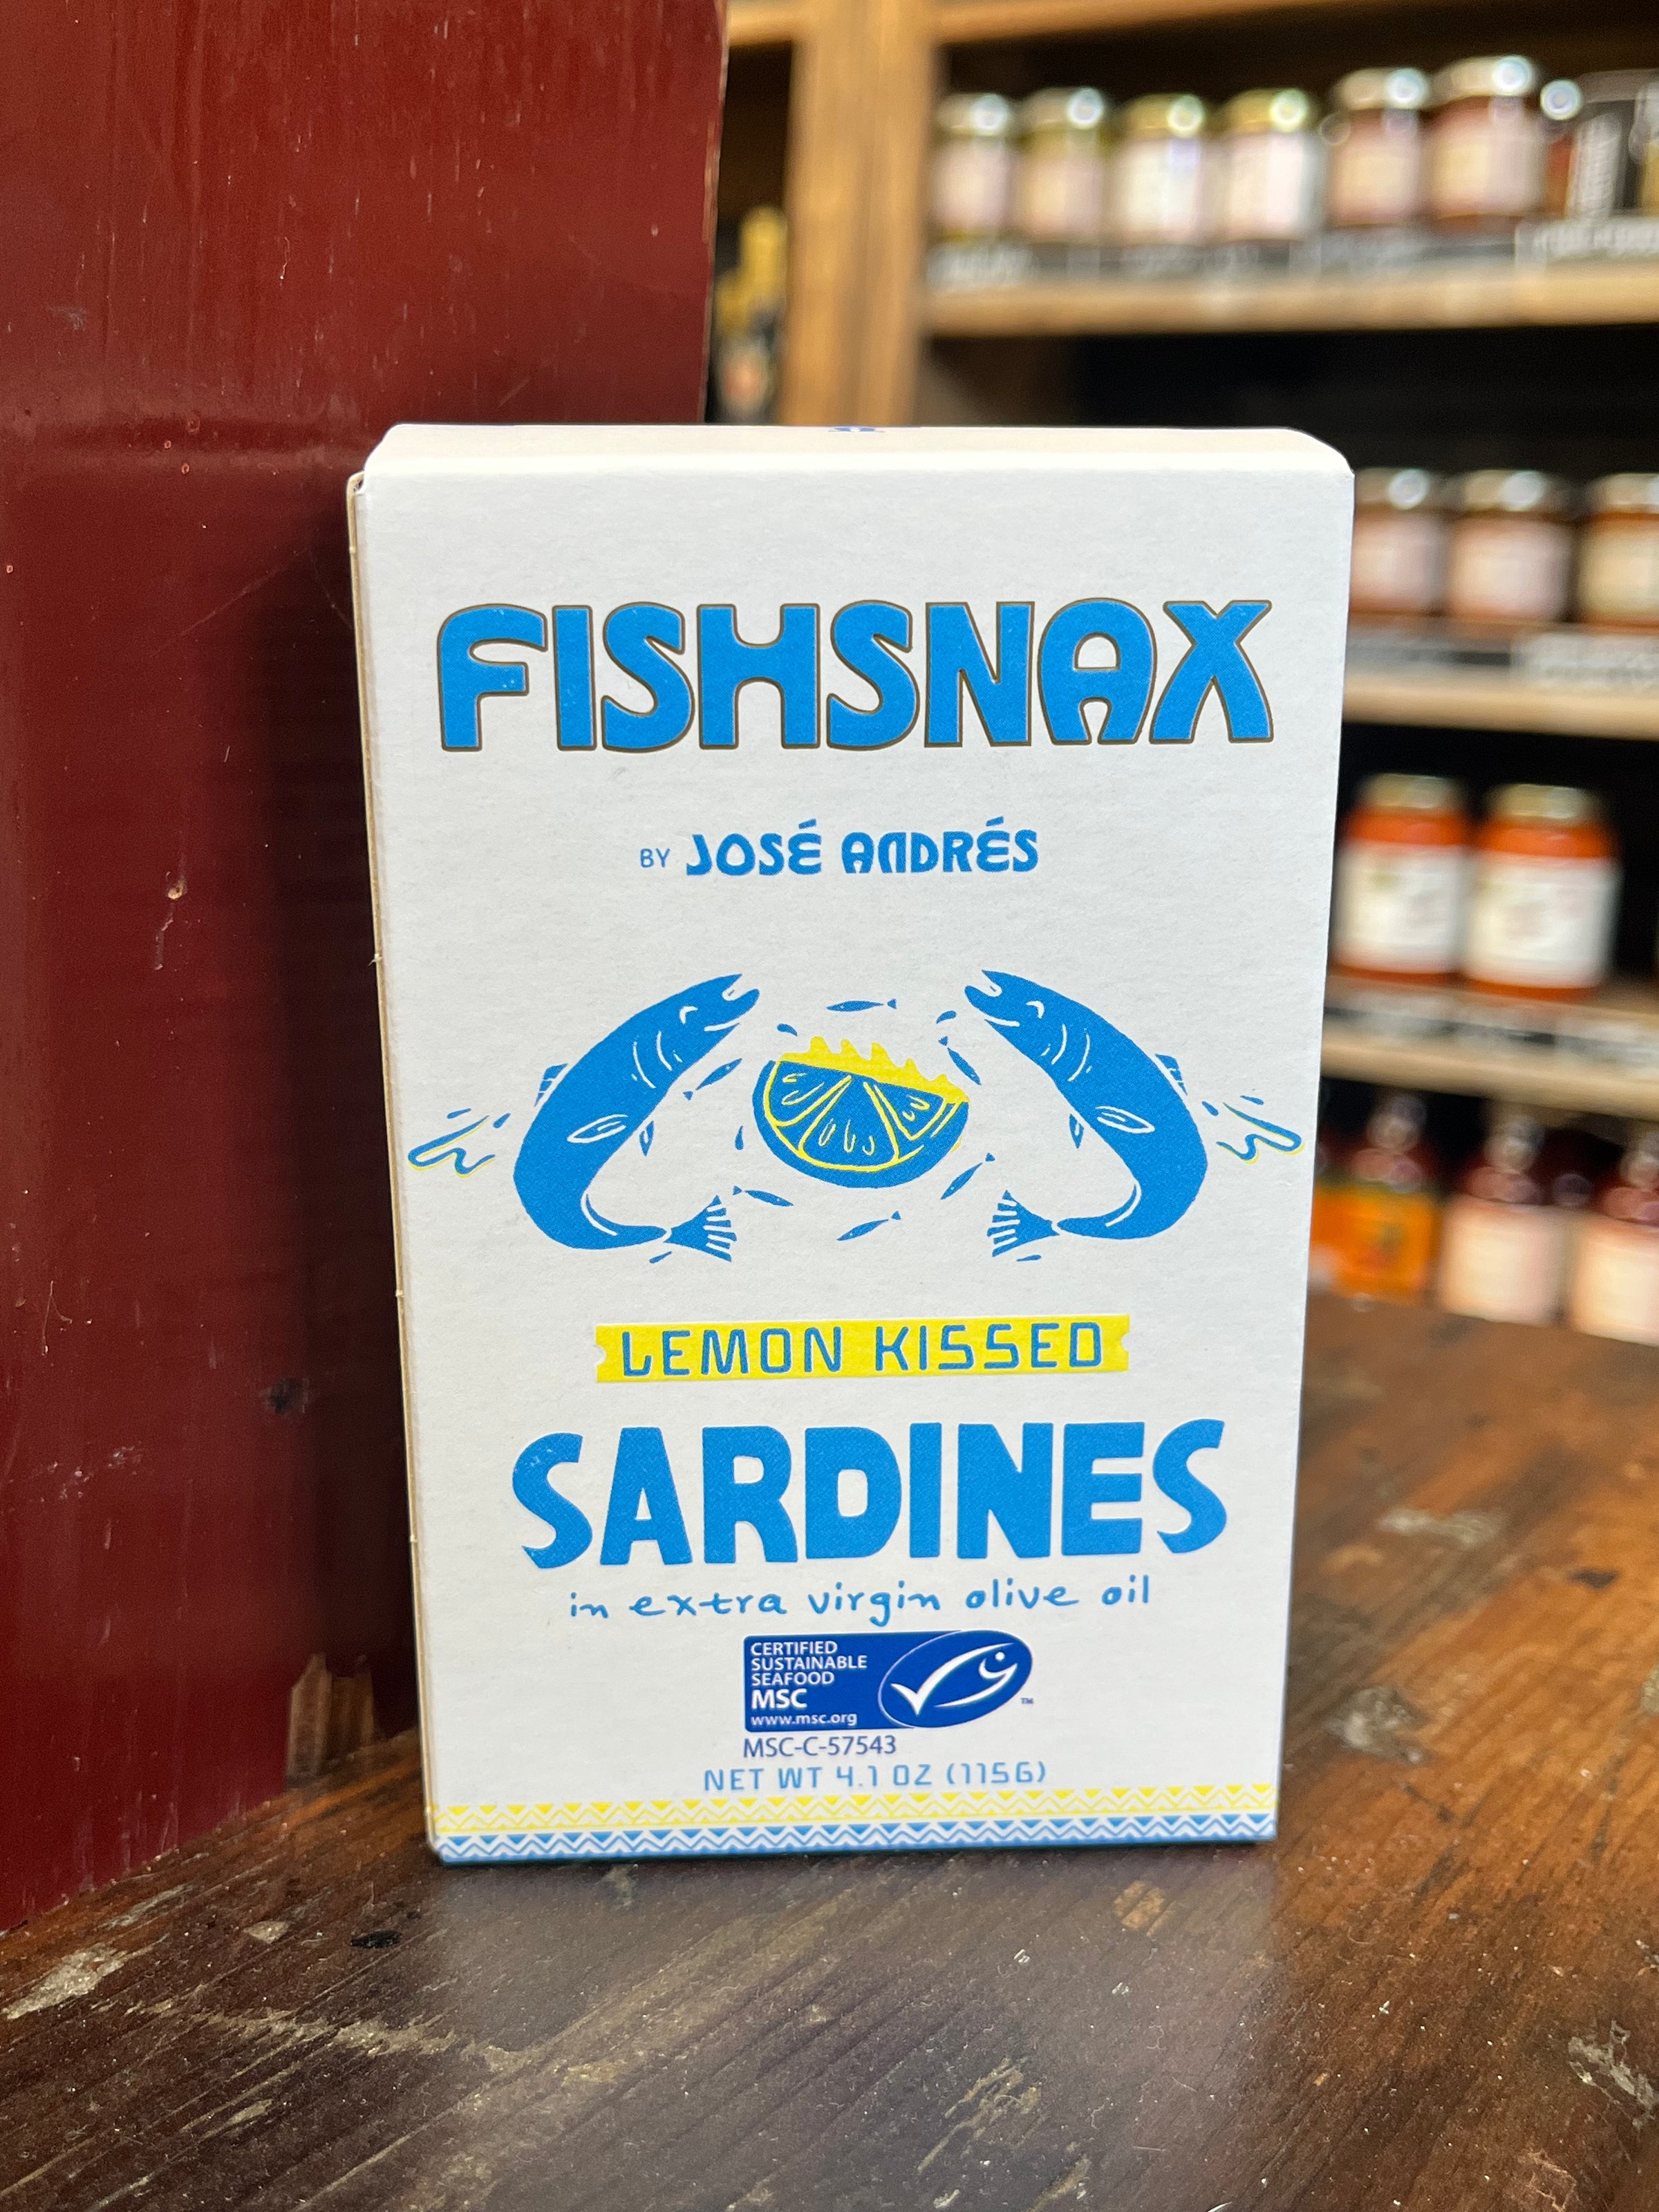 FISHSNAX
BY JOSÉ ANDRÉS
LEMON KISSED
SARDINES
in extra virgin olive oil
CERTIFIED
SUSTAINABLE
SEAFOOD
MSC
www.msc.org
TM
MSC-C-57543
NET WT 4.1 OZ (115G)